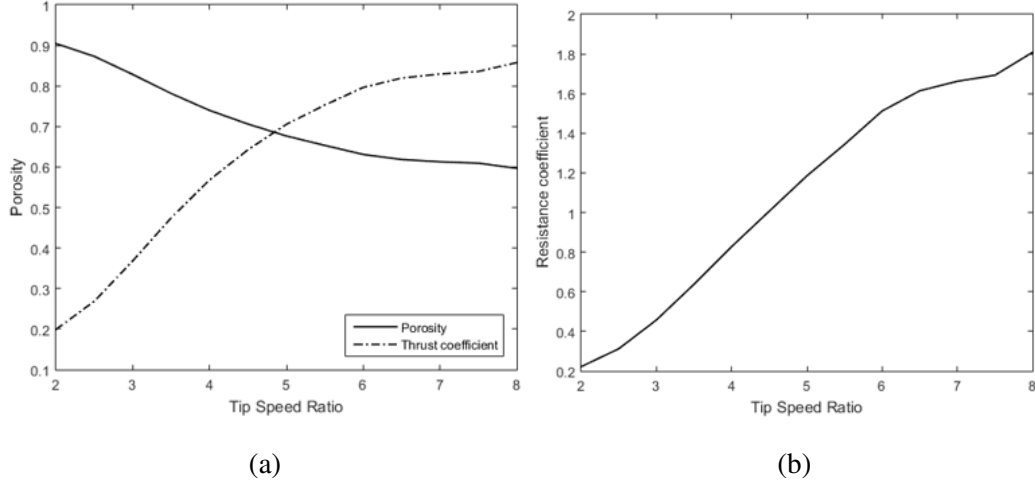 1
0.9
0.8
0.7
0.6
0.5
0.4
0.3
0.2
0.1
Porosity
2 3 4 5 6 7 8
Tip Speed Ratio
Porosity
Thrust coefficient
(a)
2
1.8
1.6
1.4
1.2
1
0.8
0.6
0.4
0.2
Resistance coefficient
2 3 4 5 6 7 8
Tip Speed Ratio
(b)